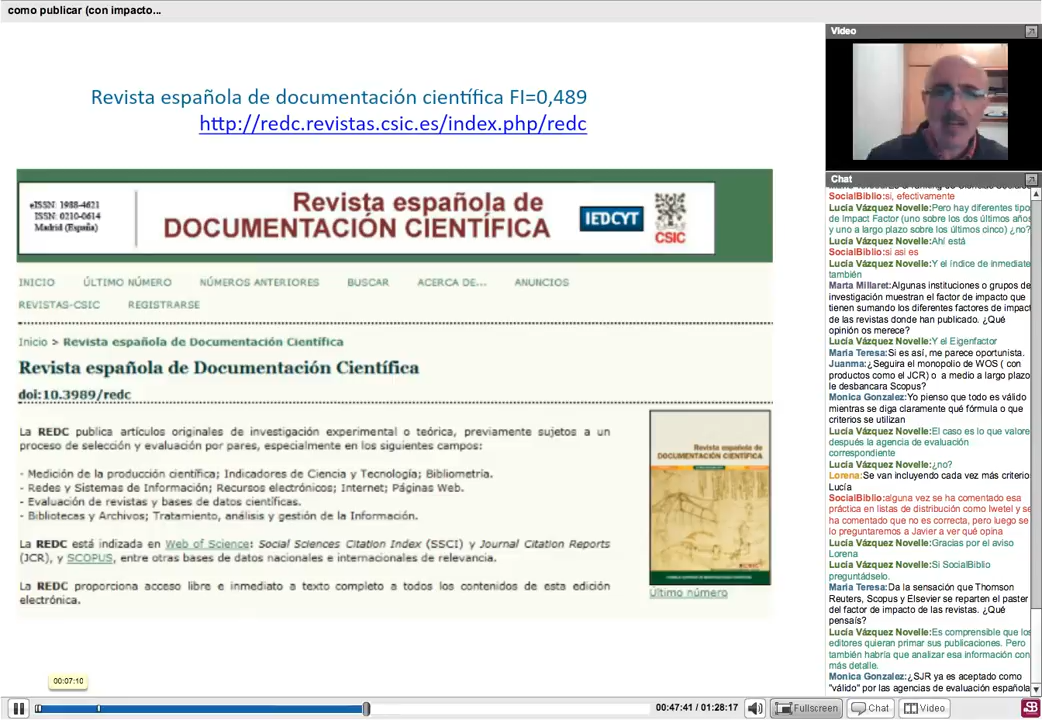 como publicar (con impacto...
Revista española de documentación científica FI=0,489
http://redc.revistas.csic.es/index.php/redc
eISSN: 1988-4621
ISSN: 0210-0614
Madrid (España)
Revista española de
DOCUMENTACIÓN CIENTÍFICA
IEDCYT
CSIC
INICIO ÚLTIMO NÚMERO NÚMEROS ANTERIORES BUSCAR ACERCA DE... ANUNCIOS
REVISTAS-CSIC REGISTRARSE
Inicio > Revista española de Documentación Científica
Revista española de Documentación Científica
doi:10.3989/redc
La REDC publica artículos originales de investigación experimental o teórica, previamente sujetos a un
proceso de selección y evaluación por pares, especialmente en los siguientes campos:
- Medición de la producción científica; Indicadores de Ciencia y Tecnología; Bibliometría.
- Redes y Sistemas de Información; Recursos electrónicos; Internet; Páginas Web.
- Evaluación de revistas y bases de datos científicas.
- Bibliotecas y Archivos; Tratamiento, análisis y gestión de la Información.
La REDC está indizada en Web of Science: Social Sciences Citation Index (SSCI) y Journal Citation Reports
(JCR), y SCOPUS, entre otras bases de datos nacionales e internacionales de relevancia.
La REDC proporciona acceso libre e inmediato a texto completo a todos los contenidos de esta edición
electrónica.
Revista española de
DOCUMENTACIÓN CIENTÍFICA
Último número
00:07:10
00:47:41 / 01:28:17
Fullscreen
Chat
Video
SB
Video
Chat
SocialBiblio:si, efectivamente
Lucía Vázquez Novelle:Pero hay diferentes tipo
de Impact Factor (uno sobre los dos últimos años
y uno a largo plazo sobre los últimos cinco) ¿no?
Lucía Vázquez Novelle:Ahí está
SocialBiblio:si asi es
Lucía Vázquez Novelle:Y el índice de inmediate
también
Marta Millaret:Algunas instituciones o grupos de
investigación muestran el factor de impacto que
tienen sumando los diferentes factores de impact
de las revistas donde han publicado. ¿Qué
opinión os merece?
Lucía Vázquez Novelle:Y el Eigenfactor
Maria Teresa:Si es así, me parece oportunista.
Juanma:¿Seguira el monopolio de WOS ( con
productos como el JCR) o a medio a largo plazo
le desbancara Scopus?
Monica Gonzalez:Yo pienso que todo es válido
mientras se diga claramente qué fórmula o que
criterios se utilizan
Lucía Vázquez Novelle:El caso es lo que valore
después la agencia de evaluación
correspondiente
Lucía Vázquez Novelle:¿no?
Lorena:Se van incluyendo cada vez más criterio
Lucía
SocialBiblio:alguna vez se ha comentado esa
práctica en listas de distribución como Iwetel y se
ha comentado que no es correcta, pero luego se
lo preguntaremos a Javier a ver qué opina
Lucía Vázquez Novelle:Gracias por el aviso
Lorena
Lucía Vázquez Novelle:Si SocialBiblio
preguntádselo.
Maria Teresa:Da la sensación que Thomson
Reuters, Scopus y Elsevier se reparten el paster
del factor de impacto de las revistas. ¿Qué
pensaís?
Lucía Vázquez Novelle:Es comprensible que los
editores quieran primar sus publicaciones. Pero
también habría que analizar esa información con
más detalle.
Monica Gonzalez:¿SJR ya es aceptado como
"válido" por las agencias de evaluación española